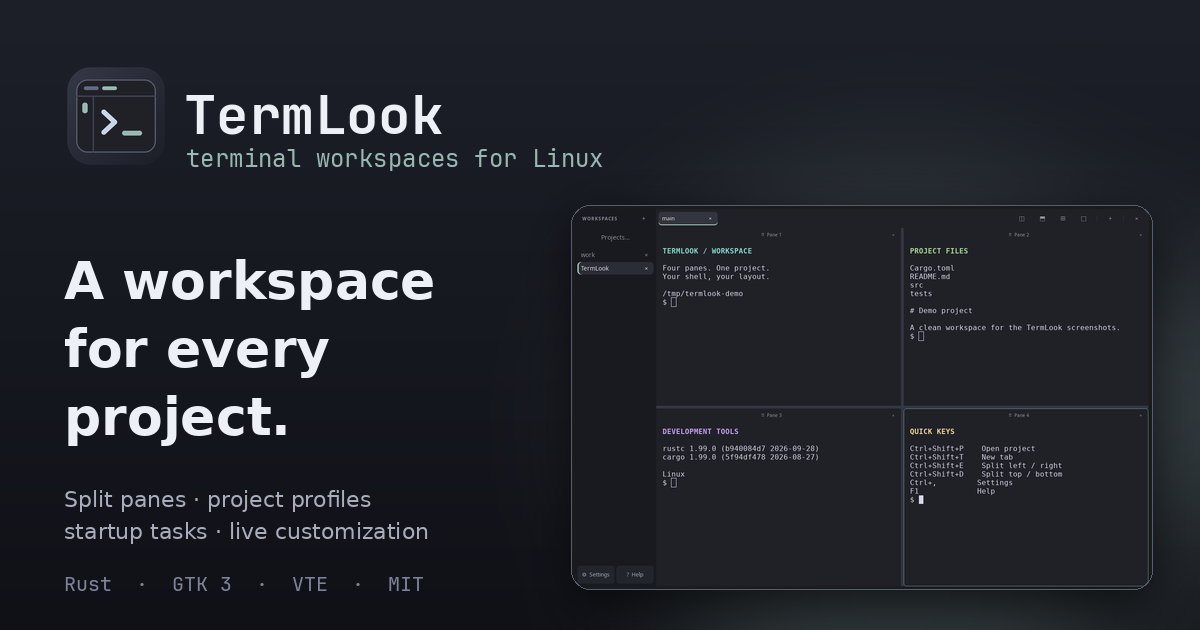 TermLook
terminal workspaces for Linux
A workspace
for every
project.
Split panes · project profiles
startup tasks · live customization
Rust · GTK 3 · VTE · MIT
WORKSPACES +
Projects...
work ×
TermLook ×
⚙ Settings
? Help
main ×
⠿ Pane 1 ×
TERMLOOK / WORKSPACE
Four panes. One project.
Your shell, your layout.
/tmp/termlook-demo
$
⠿ Pane 2 ×
PROJECT FILES
Cargo.toml
README.md
src
tests
# Demo project
A clean workspace for the TermLook screenshots.
$
⠿ Pane 3 ×
DEVELOPMENT TOOLS
rustc 1.99.0 (b940084d7 2026-09-28)
cargo 1.99.0 (5f94df478 2026-08-27)
Linux
$
⠿ Pane 4 ×
QUICK KEYS
Ctrl+Shift+P Open project
Ctrl+Shift+T New tab
Ctrl+Shift+E Split left / right
Ctrl+Shift+D Split top / bottom
Ctrl+, Settings
F1 Help
$